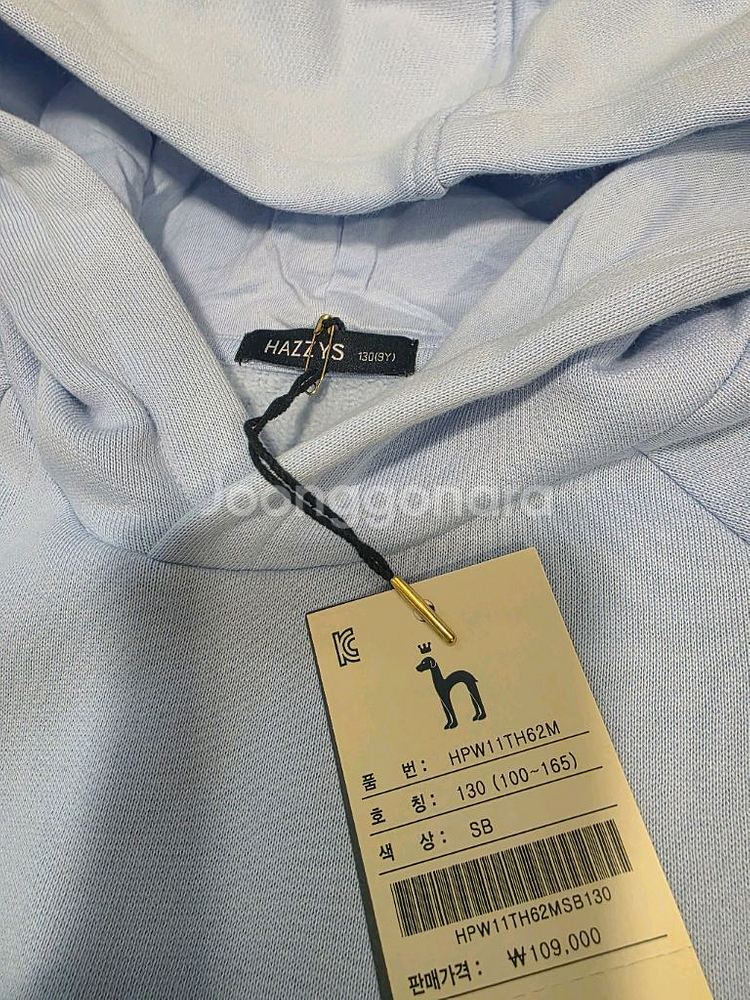 HAZZYS 130(9Y)
Joonggonara
KC
품 번: HPW11TH62M
호 칭: 130 (100~165)
색 상: SB
HPW11TH62MSB130
판매가격: ₩109,000